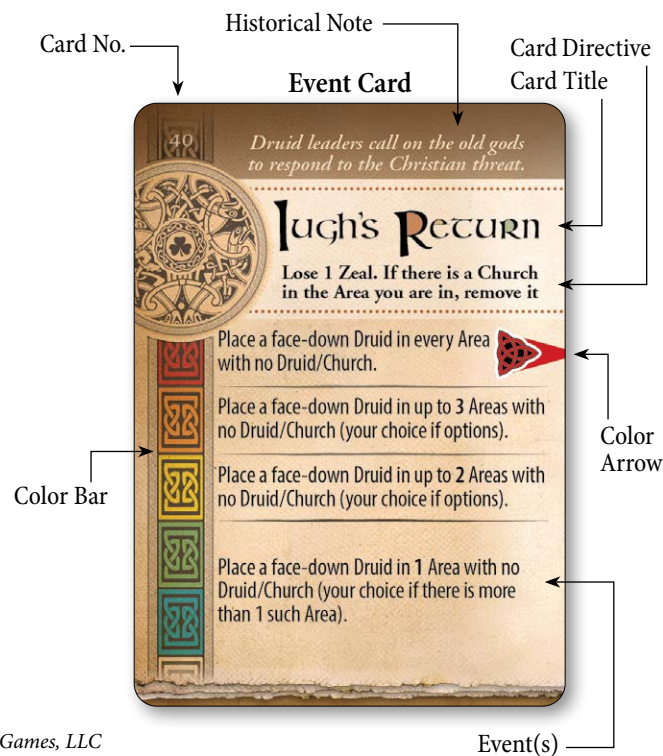 Historical Note
Card No.
Card Directive
Card Title
Event Card
40
Druid leaders call on the old gods
to respond to the Christian threat.
Lugh's Return
Lose 1 Zeal. If there is a Church
in the Area you are in, remove it
Place a face-down Druid in every Area
with no Druid/Church.
Place a face-down Druid in up to 3 Areas with
no Druid/Church (your choice if options).
Color
Arrow
Place a face-down Druid in up to 2 Areas with
no Druid/Church (your choice if options).
Color Bar
Place a face-down Druid in 1 Area with no
Druid/Church (your choice if there is more
than 1 such Area).
Games, LLC
Event(s)